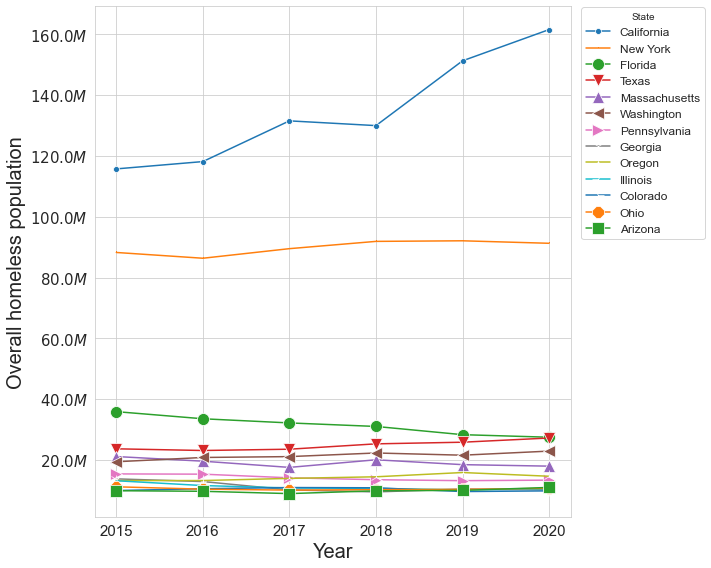 160.0M
140.0M
120.0M
100.0M
80.0M
60.0M
40.0M
20.0M
Overall homeless population
2015 2016 2017 2018 2019 2020
Year
State
California
New York
Florida
Texas
Massachusetts
Washington
Pennsylvania
Georgia
Oregon
Illinois
Colorado
Ohio
Arizona